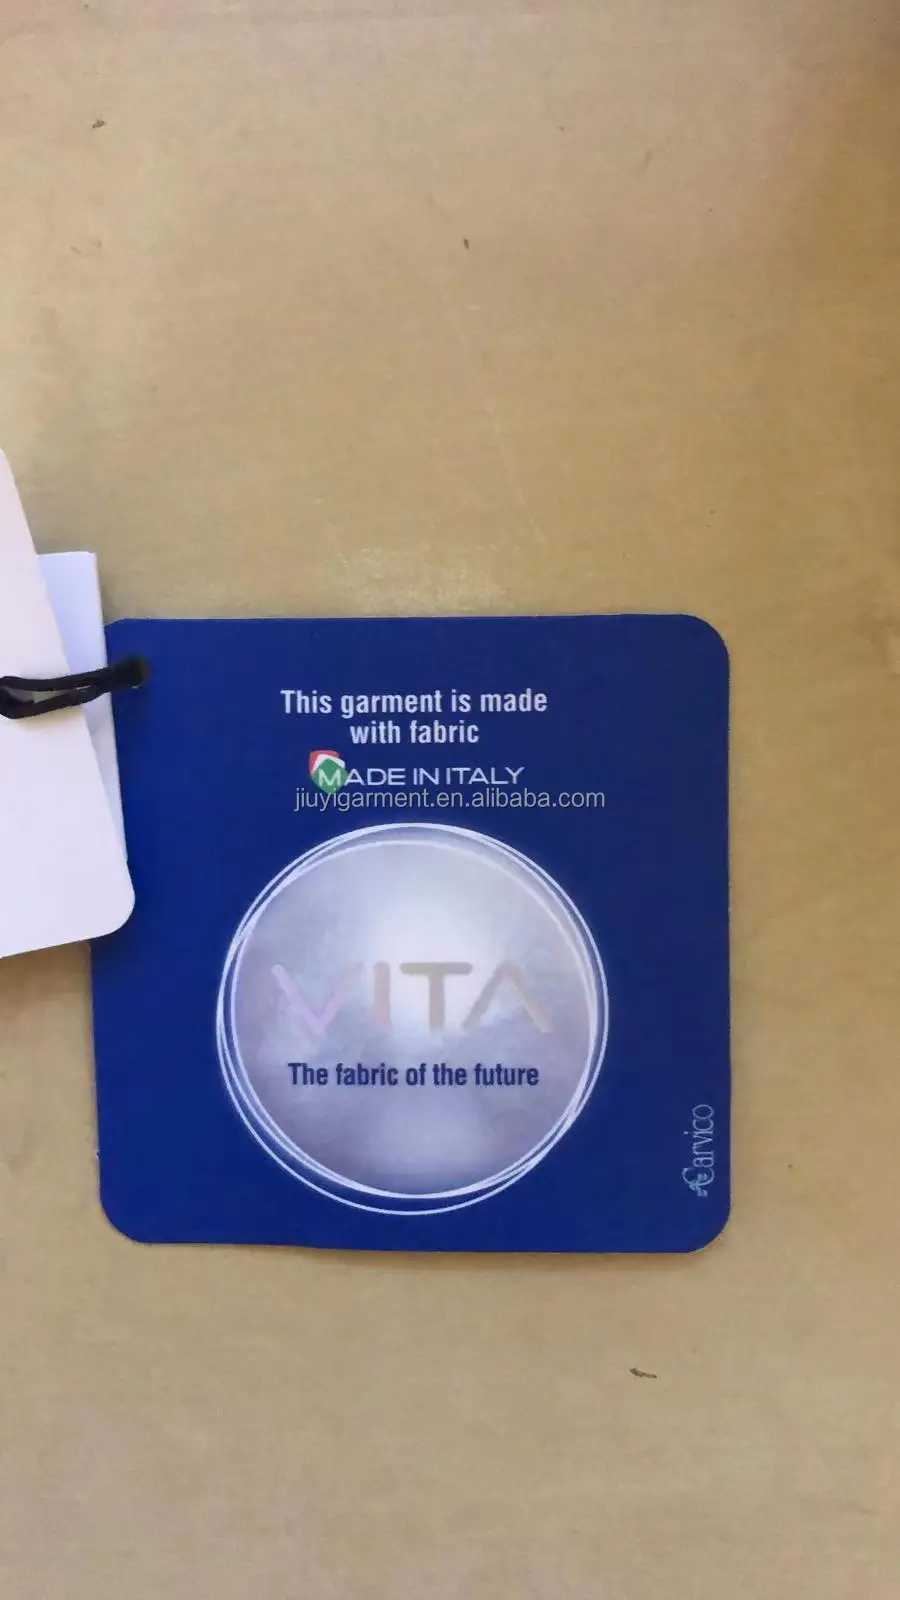 This garment is made
with fabric
MADE IN ITALY
jiuyigarment.en.alibaba.com
VITA
The fabric of the future
Carvico